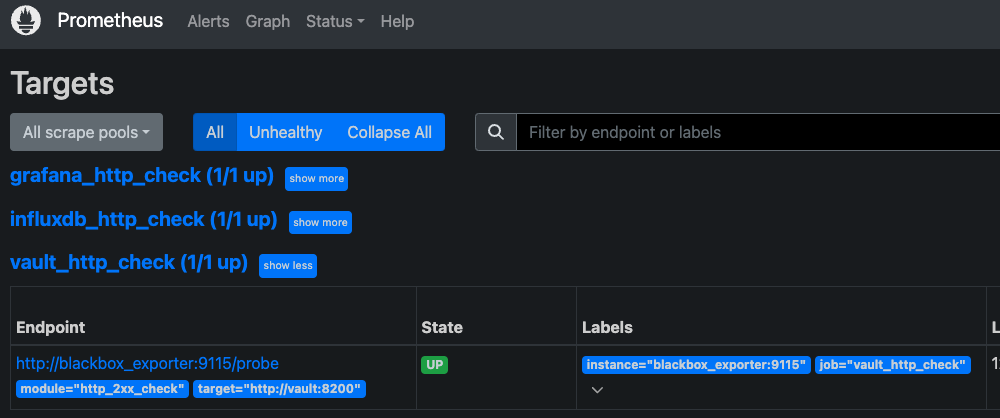 Prometheus Alerts Graph Status Help
Targets
All scrape pools All Unhealthy Collapse All Filter by endpoint or labels
grafana_http_check (1/1 up) show more
influxdb_http_check (1/1 up) show more
vault_http_check (1/1 up) show less
Endpoint State Labels
http://blackbox_exporter:9115/probe UP instance="blackbox_exporter:9115" job="vault_http_check"
module="http_2xx_check" target="http://vault:8200"